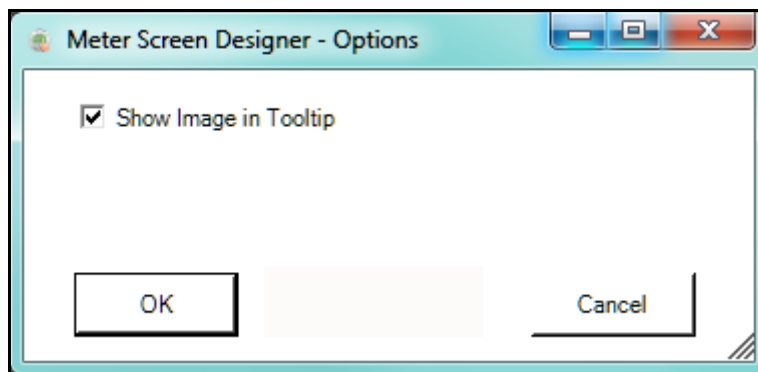 Meter Screen Designer - Options
Show Image in Tooltip
OK
Cancel